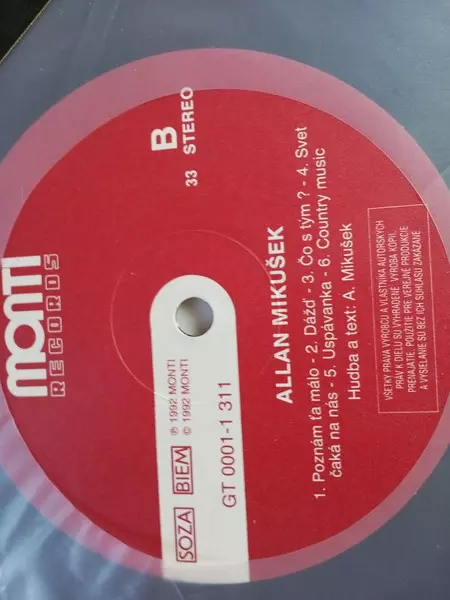 MONTI
RECORDS
B
33 STEREO
SOZA BIEM ℗ 1992 MONTI
© 1992 MONTI
GT 0001-1 311
ALLAN MIKUŠEK
1. Poznám ťa málo - 2. Dážď - 3. Čo s tým ? - 4. Svet
čaká na nás - 5. Uspávanka - 6. Country music
Hudba a text: A. Mikušek
VŠETKY PRÁVA VÝROBCU A VLASTNÍKA AUTORSKÝCH
PRÁV K DIELU SÚ VYHRADENÉ. VÝROBA KÓPIÍ,
PRENAJATIE, POUŽITIE PRE VEREJNÉ PRODUKCIE
A VYSIELANIE SÚ BEZ ICH SÚHLASU ZAKÁZANÉ.